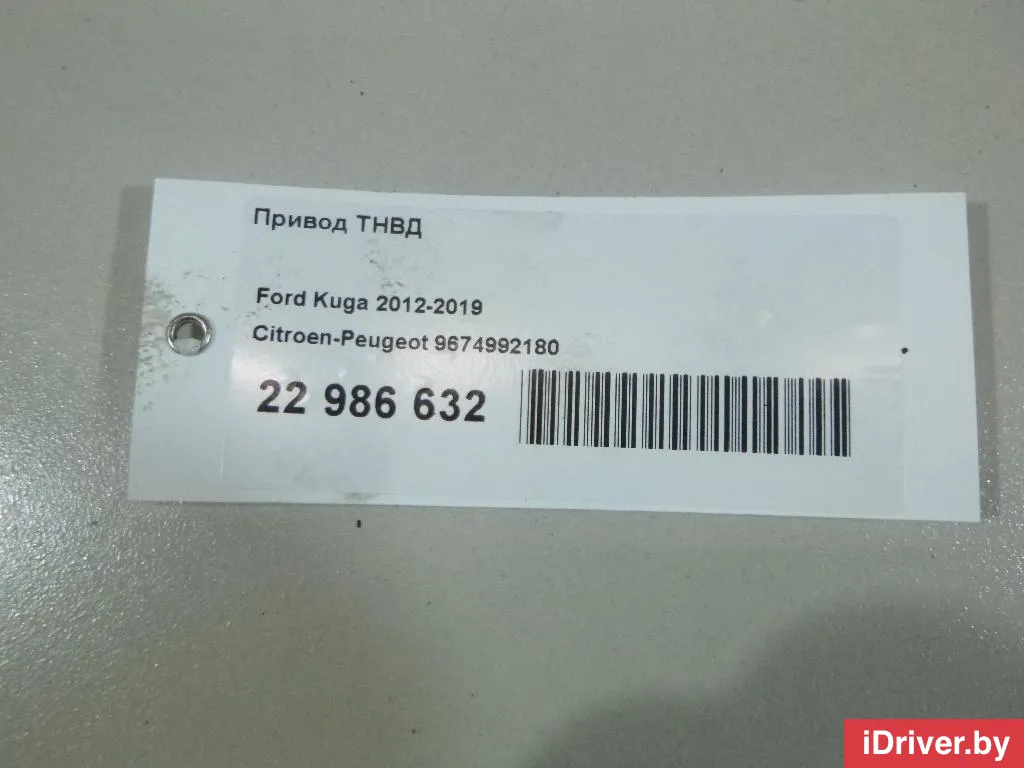 Привод ТНВД
Ford Kuga 2012-2019
Citroen-Peugeot 9674992180
22 986 632
iDriver.by